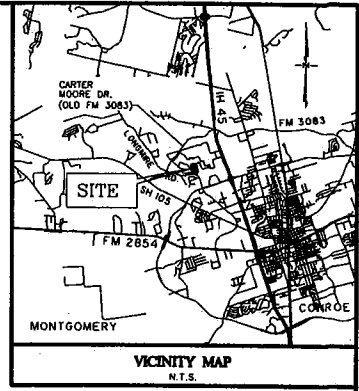 CARTER
MOORE DR.
(OLD FM 3083)
IH 45
FM 3083
LONGMIRE
RD.
SITE
SH 105
FM 2854
MONTGOMERY
CONROE
VICINITY MAP
N.T.S.